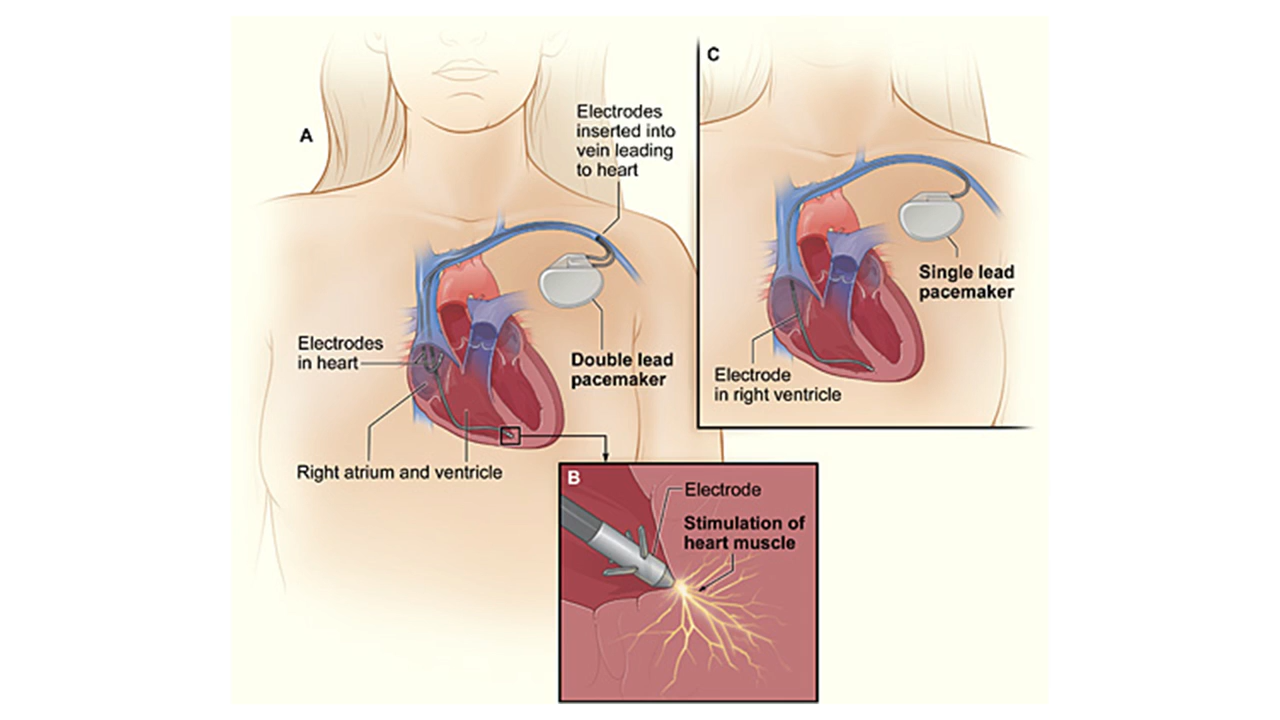 A
Electrodes
inserted into
vein leading
to heart
Double lead
pacemaker
Electrodes
in heart
Right atrium and ventricle
B
Electrode
Stimulation of
heart muscle
C
Single lead
pacemaker
Electrode
in right ventricle